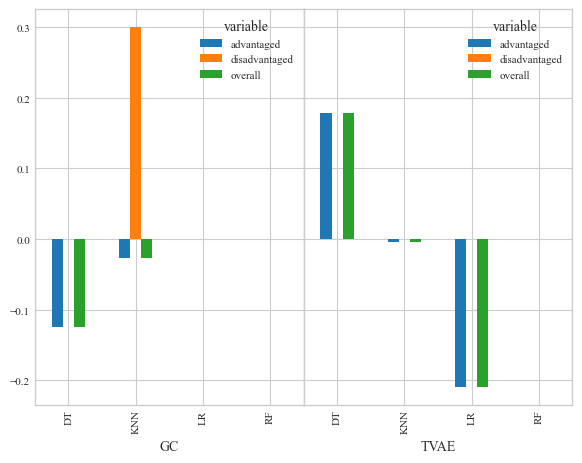 variable
advantaged
disadvantaged
overall
variable
advantaged
disadvantaged
overall
0.3
0.2
0.1
0.0
−0.1
−0.2
DT
KNN
LR
RF
DT
KNN
LR
RF
GC
TVAE